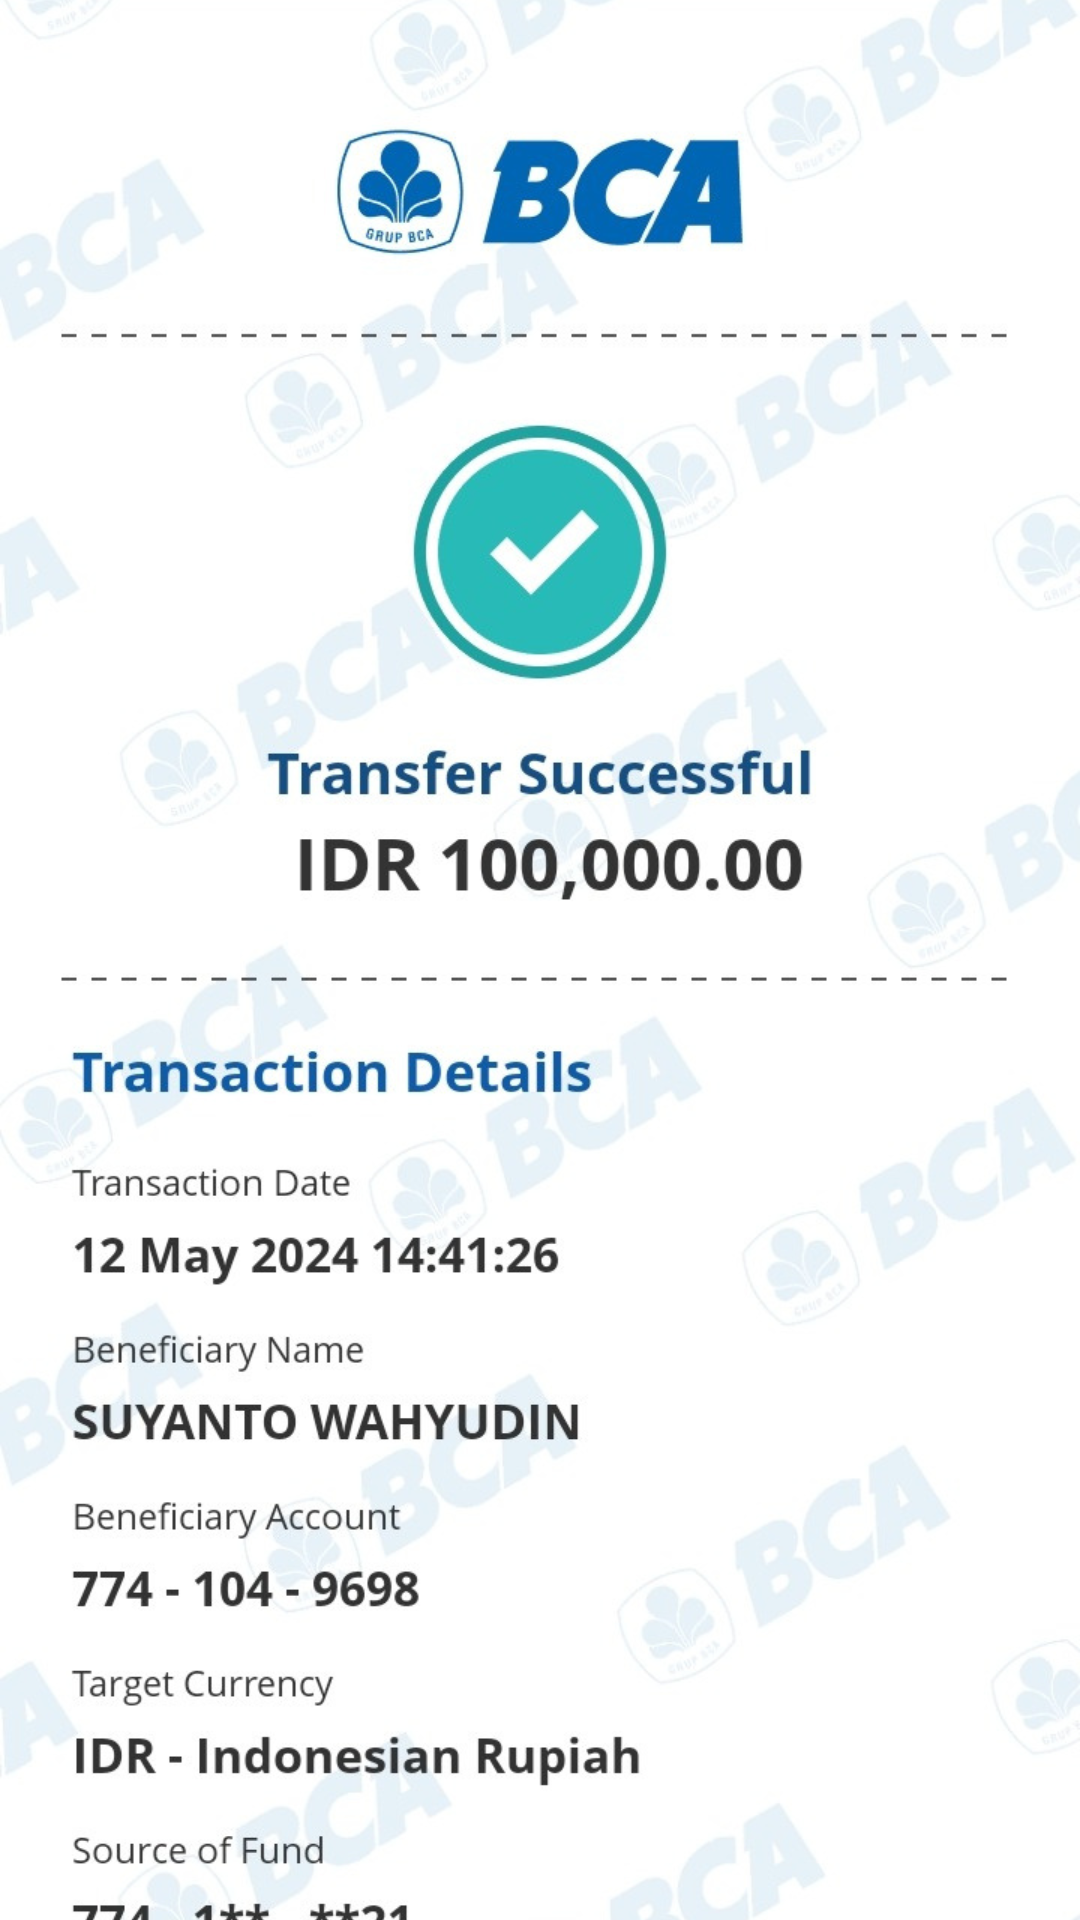 GRUP BCA
BCA
Transfer Successful
IDR 100,000.00
Transaction Details
Transaction Date
12 May 2024 14:41:26
Beneficiary Name
SUYANTO WAHYUDIN
Beneficiary Account
774 - 104 - 9698
Target Currency
IDR - Indonesian Rupiah
Source of Fund